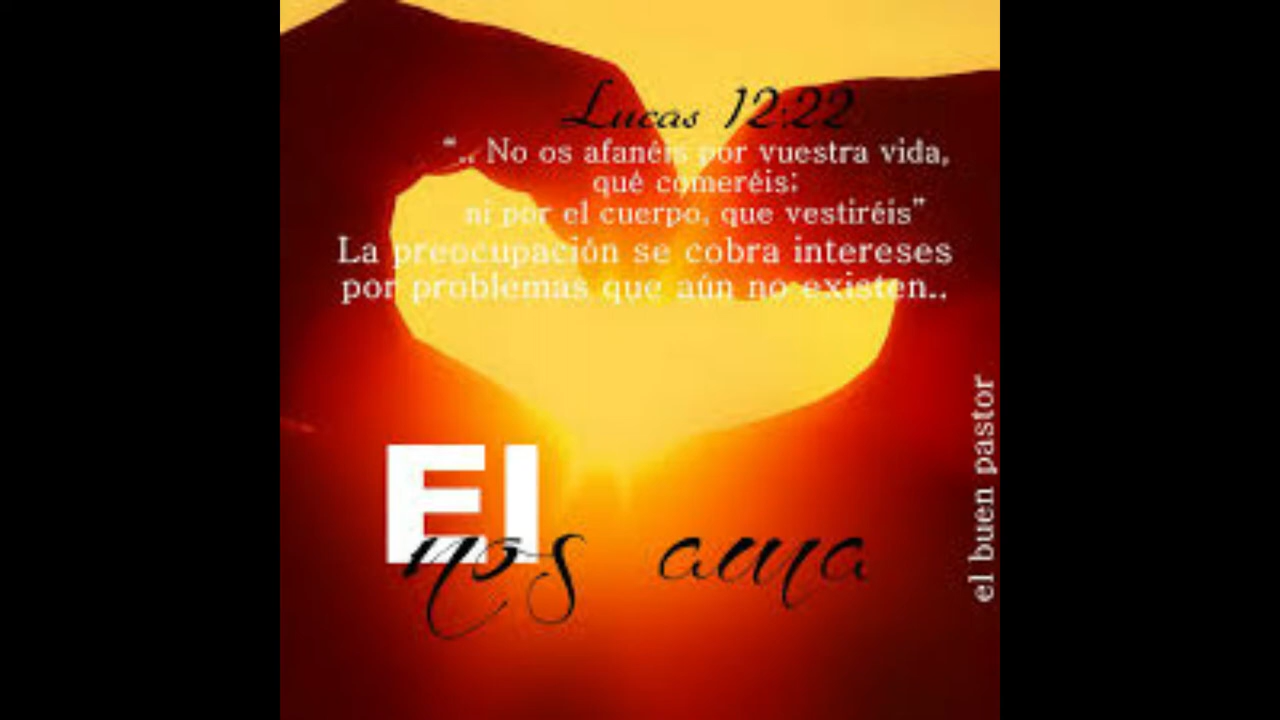 Lucas 12:22
“.. No os afanéis por vuestra vida,
qué coméréis;
ni por el cuerpo, que vestiréis”
La preocupación se cobra intereses
por problemas que aún no existen..
El
nos ama
el buen pastor